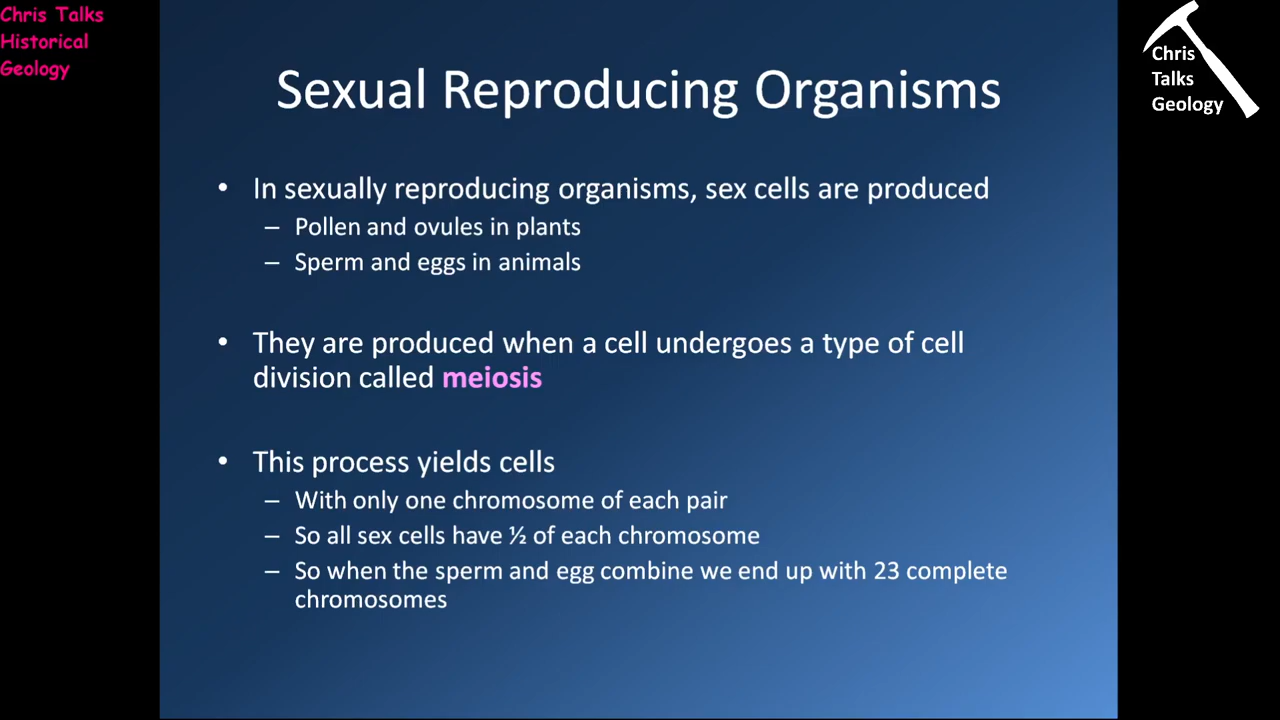 Chris Talks
Historical
Geology
Chris
Talks
Geology
Sexual Reproducing Organisms
• In sexually reproducing organisms, sex cells are produced
– Pollen and ovules in plants
– Sperm and eggs in animals
• They are produced when a cell undergoes a type of cell
division called meiosis
• This process yields cells
– With only one chromosome of each pair
– So all sex cells have ½ of each chromosome
– So when the sperm and egg combine we end up with 23 complete
chromosomes